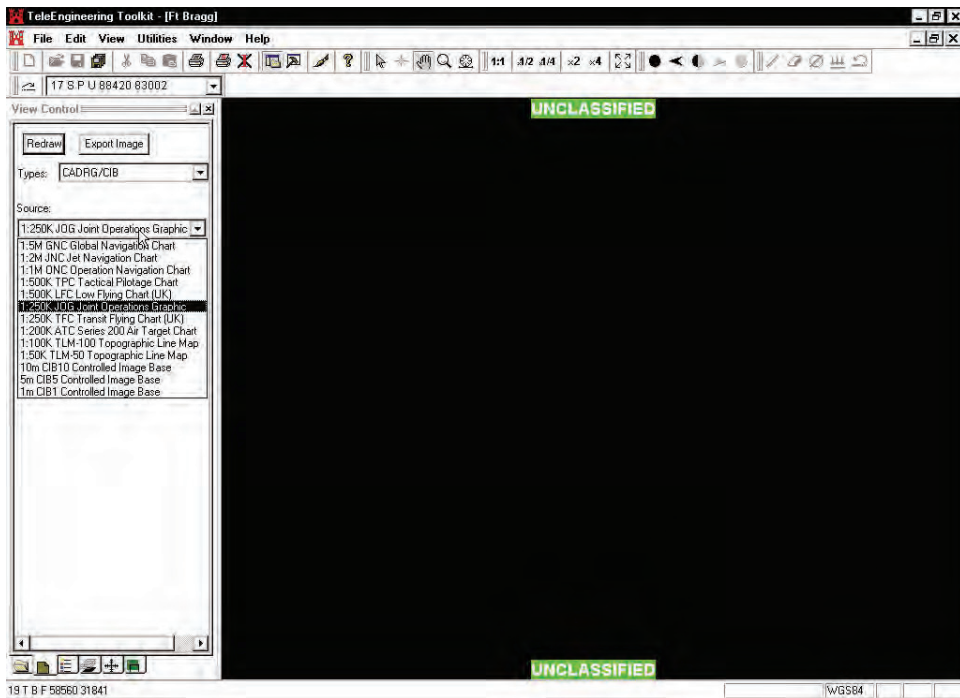 TeleEngineering Toolkit - [Ft Bragg]
File Edit View Utilities Window Help
1:1 1/2 1/4 x2 x4
17 S P U 88420 83002
View Control
UNCLASSIFIED
Redraw Export Image
Types: CADRG/CIB
Source:
1:250K JOG Joint Operations Graphic
1:5M GNC Global Navigation Chart
1:2M JNC Jet Navigation Chart
1:1M ONC Operation Navigation Chart
1:500K TPC Tactical Pilotage Chart
1:500K LFC Low Flying Chart (UK)
1:250K JOG Joint Operations Graphic
1:250K TFC Transit Flying Chart (UK)
1:200K ATC Series 200 Air Target Chart
1:100K TLM-100 Topographic Line Map
1:50K TLM-50 Topographic Line Map
10m CIB10 Controlled Image Base
5m CIB5 Controlled Image Base
1m CIB1 Controlled Image Base
UNCLASSIFIED
19 T B F 58560 31841 WGS84